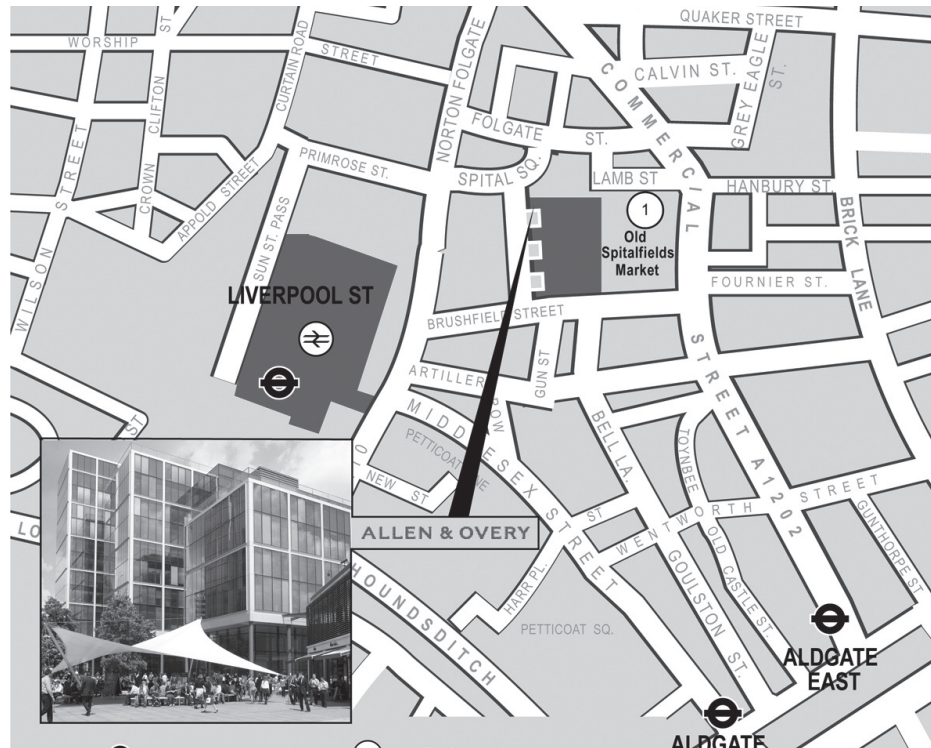 QUAKER STREET
WORSHIP
STREET
ST
CLIFTON
CURTAIN ROAD
NORTON FOLGATE
COMMERCIAL
CALVIN ST.
GREY EAGLE
ST.
FOLGATE
ST.
WILSON
STREET
CROWN
APPOLD STREET
PRIMROSE ST.
SPITAL SQ.
LAMB ST
HANBURY ST.
BRICK LANE
SUN ST. PASS
1
Old
Spitalfields
Market
LIVERPOOL ST
FOURNIER ST.
BRUSHFIELD STREET
STREET A1202
ARTILLERY
ROW
GUN ST
MIDDLESEX STREET
PETTICOAT
BELL LA.
TOYNBEE
ST
NEW ST
ST
WENTWORTH
STREET
GUNTHORPE ST
LO
ALLEN & OVERY
OLD CASTLE ST.
GOULSTON ST.
HARR PL.
HOUNDSDITCH
PETTICOAT SQ.
ALDGATE
EAST
ALDGATE